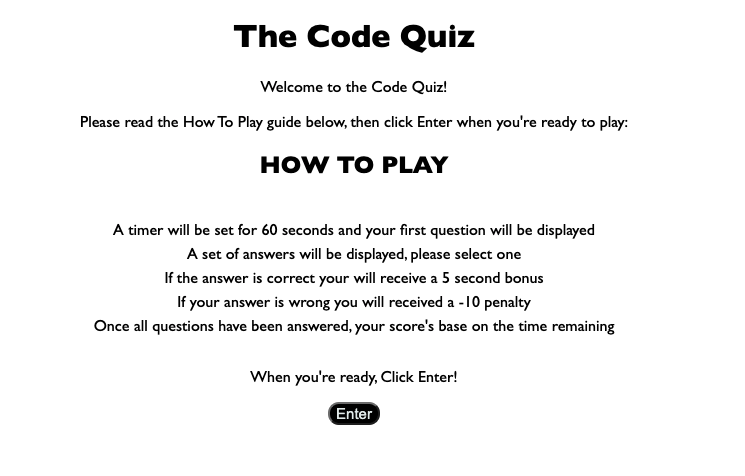 The Code Quiz
Welcome to the Code Quiz!
Please read the How To Play guide below, then click Enter when you're ready to play:
HOW TO PLAY
A timer will be set for 60 seconds and your first question will be displayed
A set of answers will be displayed, please select one
If the answer is correct your will receive a 5 second bonus
If your answer is wrong you will received a -10 penalty
Once all questions have been answered, your score's base on the time remaining
When you're ready, Click Enter!
Enter